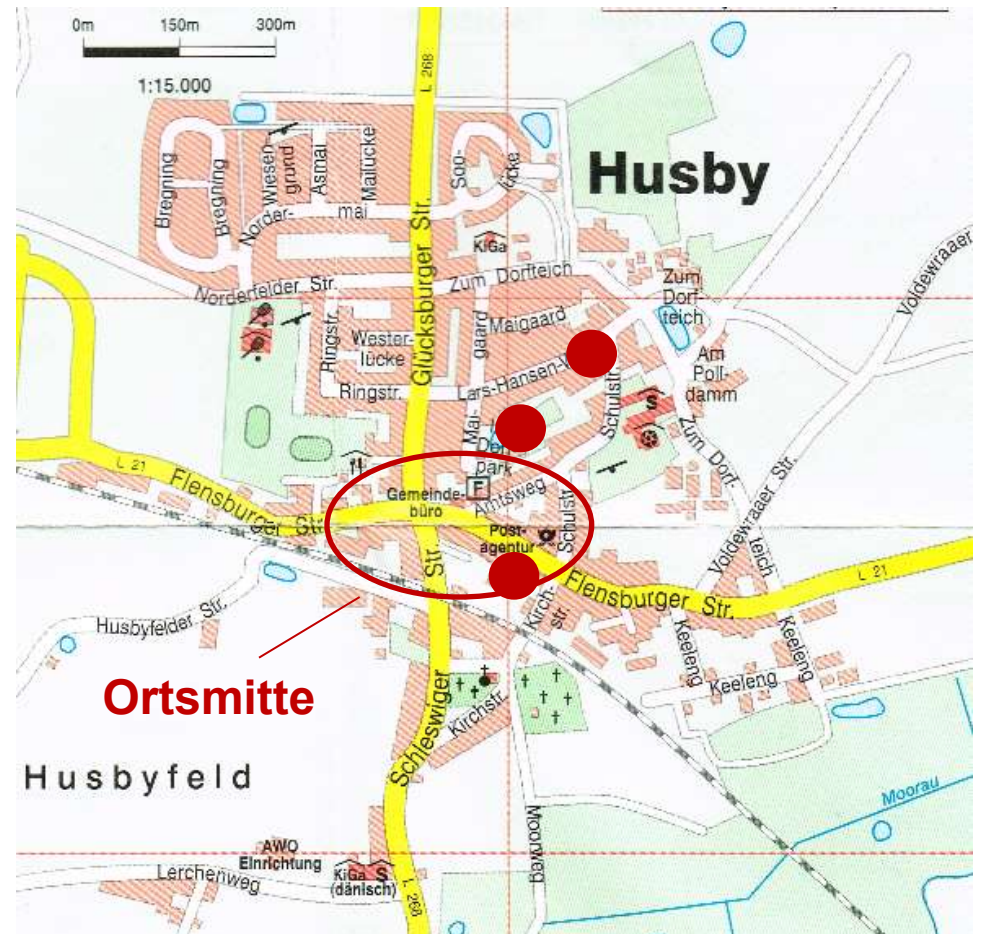 0m 150m 300m
1:15.000
L 268
Husby
Bregning
Bregning
Wiesen-
grund
Asmai
Mailücke
Soo-
lücke
Norder-
mai
Glücksburger Str.
KiGa
Zum Dorfteich
Zum
Dorf-
teich
Voldewraaer
Norderfelder Str.
Ringstr.
Wester-
lücke
Ringstr.
Maigaard
Mai-
gaard
Lars-Hansen-
Am
Poll-
damm
Schulstr.
S
park
F
Gemeinde-
büro
Amtsweg
Schulstr.
Post-
agentur
L 21
Flensburger Str.
Zum Dorf-
teich
Voldewraaer Str.
Flensburger Str.
L 21
Kirch-
str.
Str.
Husbyfelder Str.
Keeleng
Keeleng
Keeleng
Ortsmitte
Kirchstr.
Schleswiger
Husbyfeld
Moorau
Moorweg
AWO
Einrichtung
Lerchenweg
KiGa S
(dänisch)
L 268